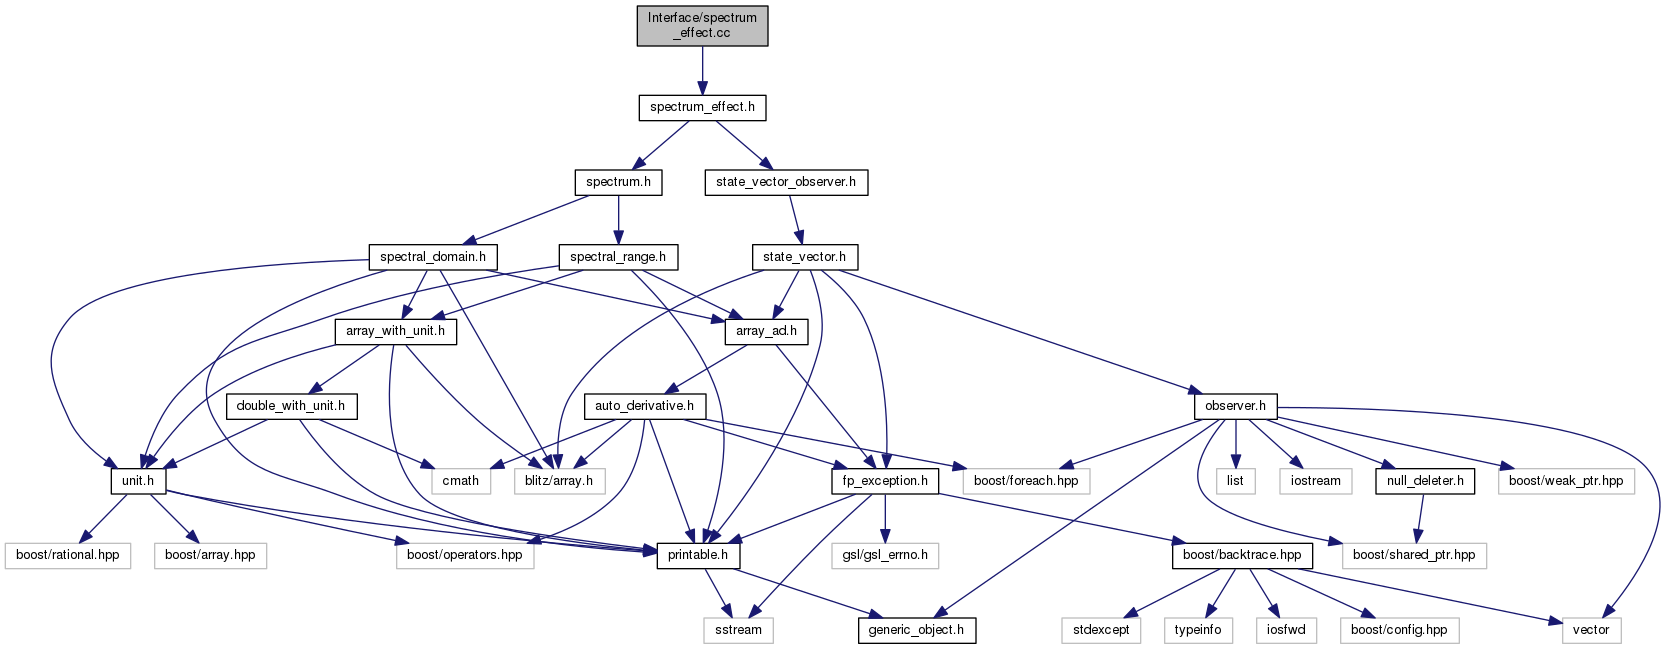 Interface/spectrum
_effect.cc
spectrum_effect.h
spectrum.h
state_vector_observer.h
spectral_domain.h
spectral_range.h
state_vector.h
array_with_unit.h
array_ad.h
double_with_unit.h
auto_derivative.h
observer.h
unit.h
cmath
blitz/array.h
fp_exception.h
boost/foreach.hpp
list
iostream
null_deleter.h
boost/weak_ptr.hpp
boost/rational.hpp
boost/array.hpp
boost/operators.hpp
printable.h
gsl/gsl_errno.h
boost/backtrace.hpp
boost/shared_ptr.hpp
sstream
generic_object.h
stdexcept
typeinfo
iosfwd
boost/config.hpp
vector